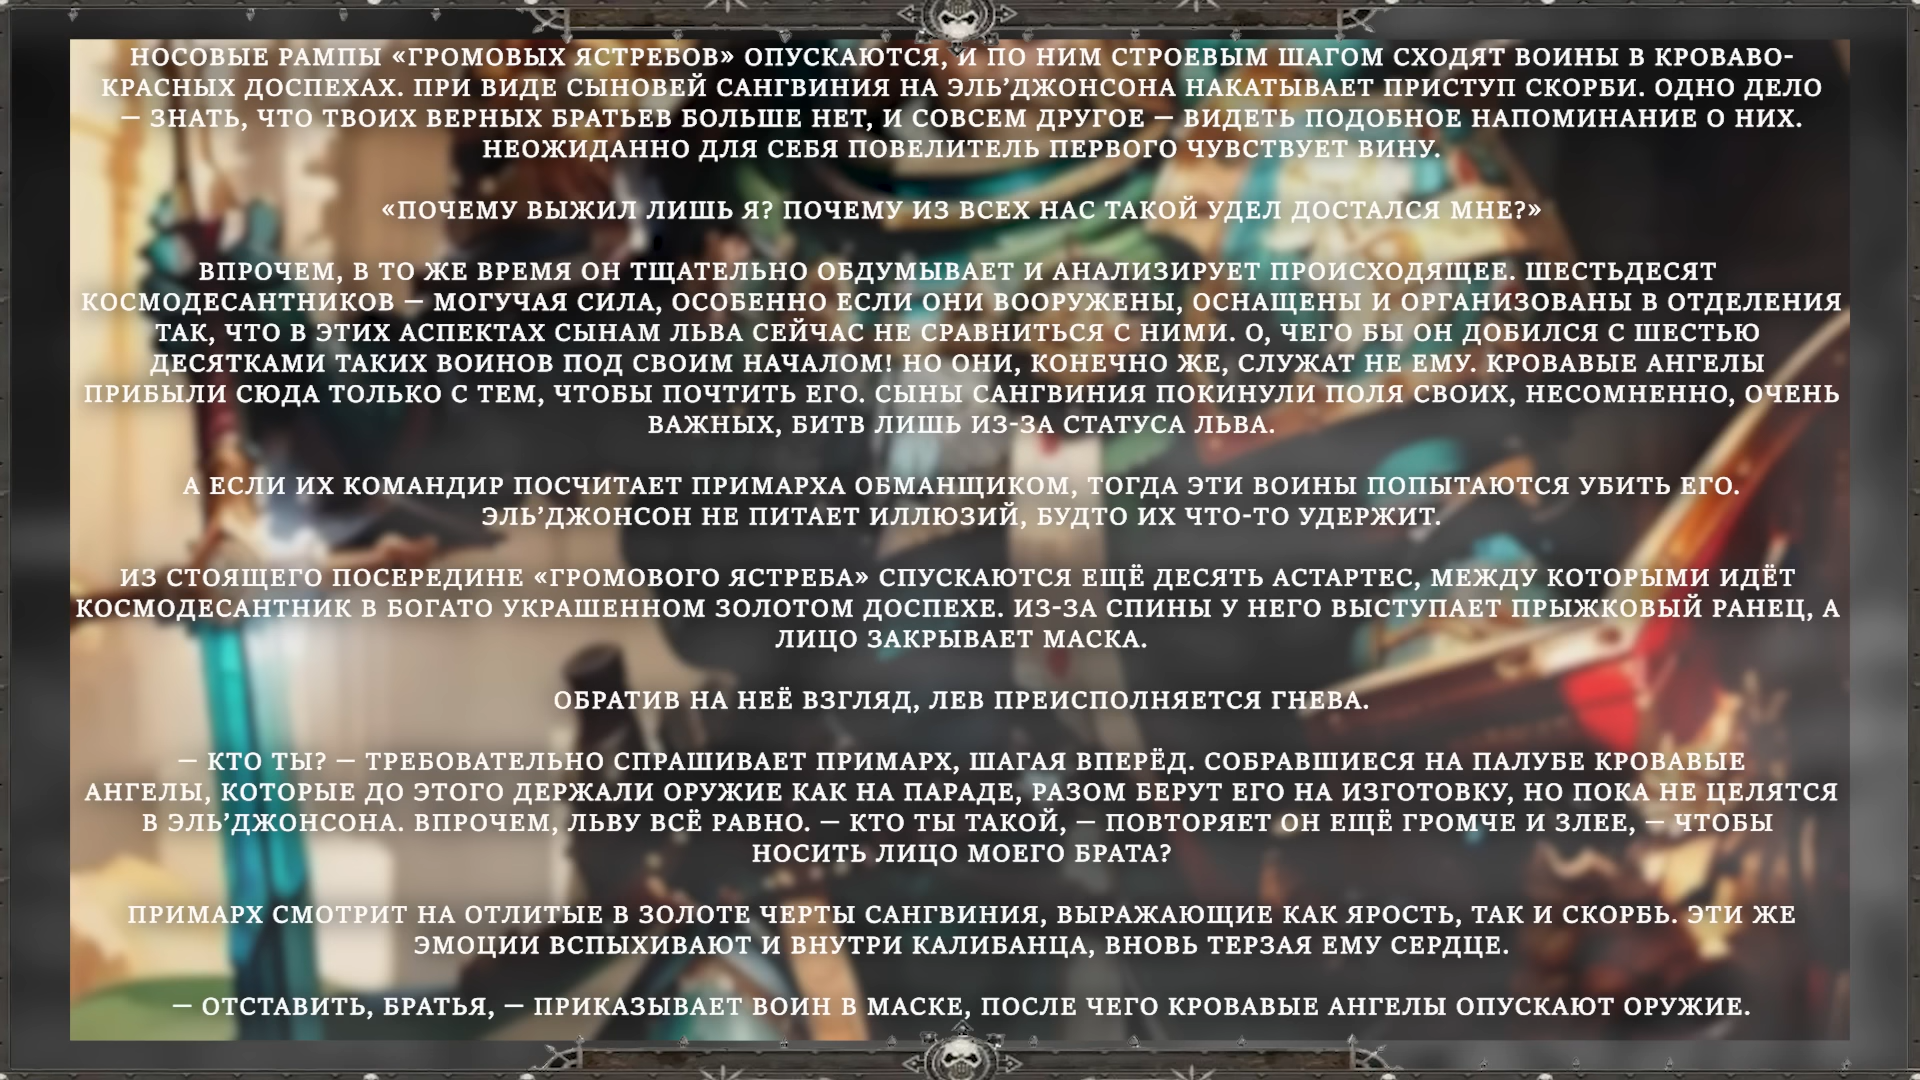 НОСОВЫЕ РАМПЫ «ГРОМОВЫХ ЯСТРЕБОВ» ОПУСКАЮТСЯ, И ПО НИМ СТРОЕВЫМ ШАГОМ СХОДЯТ ВОИНЫ В КРОВАВО-
КРАСНЫХ ДОСПЕХАХ. ПРИ ВИДЕ СЫНОВЕЙ САНГВИНИЯ НА ЭЛЬ’ДЖОНСОНА НАКАТЫВАЕТ ПРИСТУП СКОРБИ. ОДНО ДЕЛО
— ЗНАТЬ, ЧТО ТВОИХ ВЕРНЫХ БРАТЬЕВ БОЛЬШЕ НЕТ, И СОВСЕМ ДРУГОЕ — ВИДЕТЬ ПОДОБНОЕ НАПОМИНАНИЕ О НИХ.
НЕОЖИДАННО ДЛЯ СЕБЯ ПОВЕЛИТЕЛЬ ПЕРВОГО ЧУВСТВУЕТ ВИНУ.
«ПОЧЕМУ ВЫЖИЛ ЛИШЬ Я? ПОЧЕМУ ИЗ ВСЕХ НАС ТАКОЙ УДЕЛ ДОСТАЛСЯ МНЕ?»
ВПРОЧЕМ, В ТО ЖЕ ВРЕМЯ ОН ТЩАТЕЛЬНО ОБДУМЫВАЕТ И АНАЛИЗИРУЕТ ПРОИСХОДЯЩЕЕ. ШЕСТЬДЕСЯТ
КОСМОДЕСАНТНИКОВ — МОГУЧАЯ СИЛА, ОСОБЕННО ЕСЛИ ОНИ ВООРУЖЕНЫ, ОСНАЩЕНЫ И ОРГАНИЗОВАНЫ В ОТДЕЛЕНИЯ
ТАК, ЧТО В ЭТИХ АСПЕКТАХ СЫНАМ ЛЬВА СЕЙЧАС НЕ СРАВНИТЬСЯ С НИМИ. О, ЧЕГО БЫ ОН ДОБИЛСЯ С ШЕСТЬЮ
ДЕСЯТКАМИ ТАКИХ ВОИНОВ ПОД СВОИМ НАЧАЛОМ! НО ОНИ, КОНЕЧНО ЖЕ, СЛУЖАТ НЕ ЕМУ. КРОВАВЫЕ АНГЕЛЫ
ПРИБЫЛИ СЮДА ТОЛЬКО С ТЕМ, ЧТОБЫ ПОЧТИТЬ ЕГО. СЫНЫ САНГВИНИЯ ПОКИНУЛИ ПОЛЯ СВОИХ, НЕСОМНЕННО, ОЧЕНЬ
ВАЖНЫХ, БИТВ ЛИШЬ ИЗ-ЗА СТАТУСА ЛЬВА.
А ЕСЛИ ИХ КОМАНДИР ПОСЧИТАЕТ ПРИМАРХА ОБМАНЩИКОМ, ТОГДА ЭТИ ВОИНЫ ПОПЫТАЮТСЯ УБИТЬ ЕГО.
ЭЛЬ’ДЖОНСОН НЕ ПИТАЕТ ИЛЛЮЗИЙ, БУДТО ИХ ЧТО-ТО УДЕРЖИТ.
ИЗ СТОЯЩЕГО ПОСЕРЕДИНЕ «ГРОМОВОГО ЯСТРЕБА» СПУСКАЮТСЯ ЕЩЁ ДЕСЯТЬ АСТАРТЕС, МЕЖДУ КОТОРЫМИ ИДЁТ
КОСМОДЕСАНТНИК В БОГАТО УКРАШЕННОМ ЗОЛОТОМ ДОСПЕХЕ. ИЗ-ЗА СПИНЫ У НЕГО ВЫСТУПАЕТ ПРЫЖКОВЫЙ РАНЕЦ, А
ЛИЦО ЗАКРЫВАЕТ МАСКА.
ОБРАТИВ НА НЕЁ ВЗГЛЯД, ЛЕВ ПРЕИСПОЛНЯЕТСЯ ГНЕВА.
— КТО ТЫ? — ТРЕБОВАТЕЛЬНО СПРАШИВАЕТ ПРИМАРХ, ШАГАЯ ВПЕРЁД. СОБРАВШИЕСЯ НА ПАЛУБЕ КРОВАВЫЕ
АНГЕЛЫ, КОТОРЫЕ ДО ЭТОГО ДЕРЖАЛИ ОРУЖИЕ КАК НА ПАРАДЕ, РАЗОМ БЕРУТ ЕГО НА ИЗГОТОВКУ, НО ПОКА НЕ ЦЕЛЯТСЯ
В ЭЛЬ’ДЖОНСОНА. ВПРОЧЕМ, ЛЬВУ ВСЁ РАВНО. — КТО ТЫ ТАКОЙ, — ПОВТОРЯЕТ ОН ЕЩЁ ГРОМЧЕ И ЗЛЕЕ, — ЧТОБЫ
НОСИТЬ ЛИЦО МОЕГО БРАТА?
ПРИМАРХ СМОТРИТ НА ОТЛИТЫЕ В ЗОЛОТЕ ЧЕРТЫ САНГВИНИЯ, ВЫРАЖАЮЩИЕ КАК ЯРОСТЬ, ТАК И СКОРБЬ. ЭТИ ЖЕ
ЭМОЦИИ ВСПЫХИВАЮТ И ВНУТРИ КАЛИБАНЦА, ВНОВЬ ТЕРЗАЯ ЕМУ СЕРДЦЕ.
— ОТСТАВИТЬ, БРАТЬЯ, — ПРИКАЗЫВАЕТ ВОИН В МАСКЕ, ПОСЛЕ ЧЕГО КРОВАВЫЕ АНГЕЛЫ ОПУСКАЮТ ОРУЖИЕ.